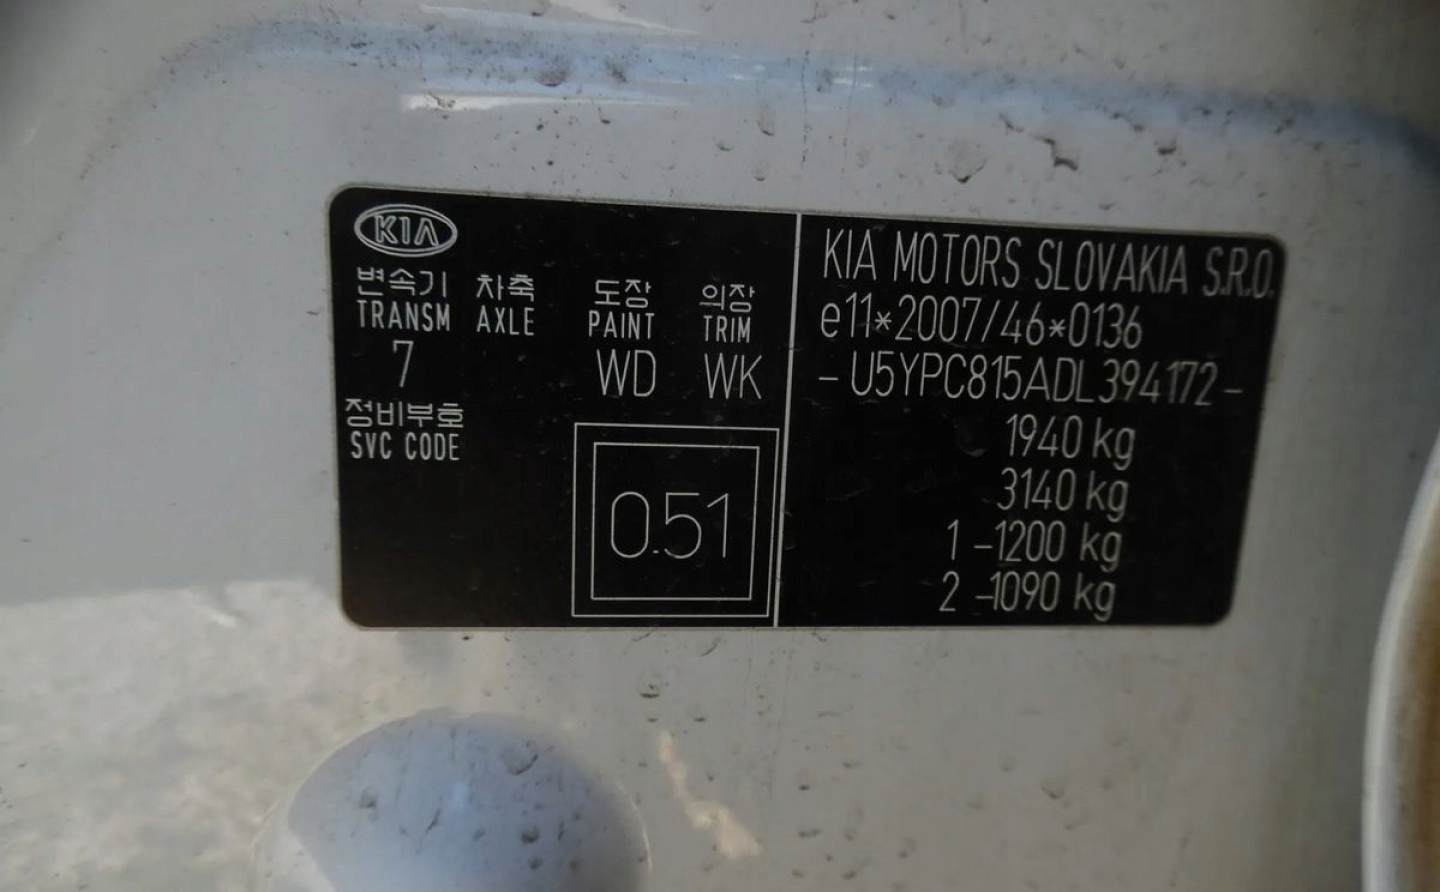 KIA
변속기 차축 도장 의장
TRANSM AXLE PAINT TRIM
7 WD WK
정비부호
SVC CODE
0.51
KIA MOTORS SLOVAKIA S.R.O.
e11*2007/46*0136
-U5YPC815ADL394172-
1940 kg
3140 kg
1 -1200 kg
2 -1090 kg